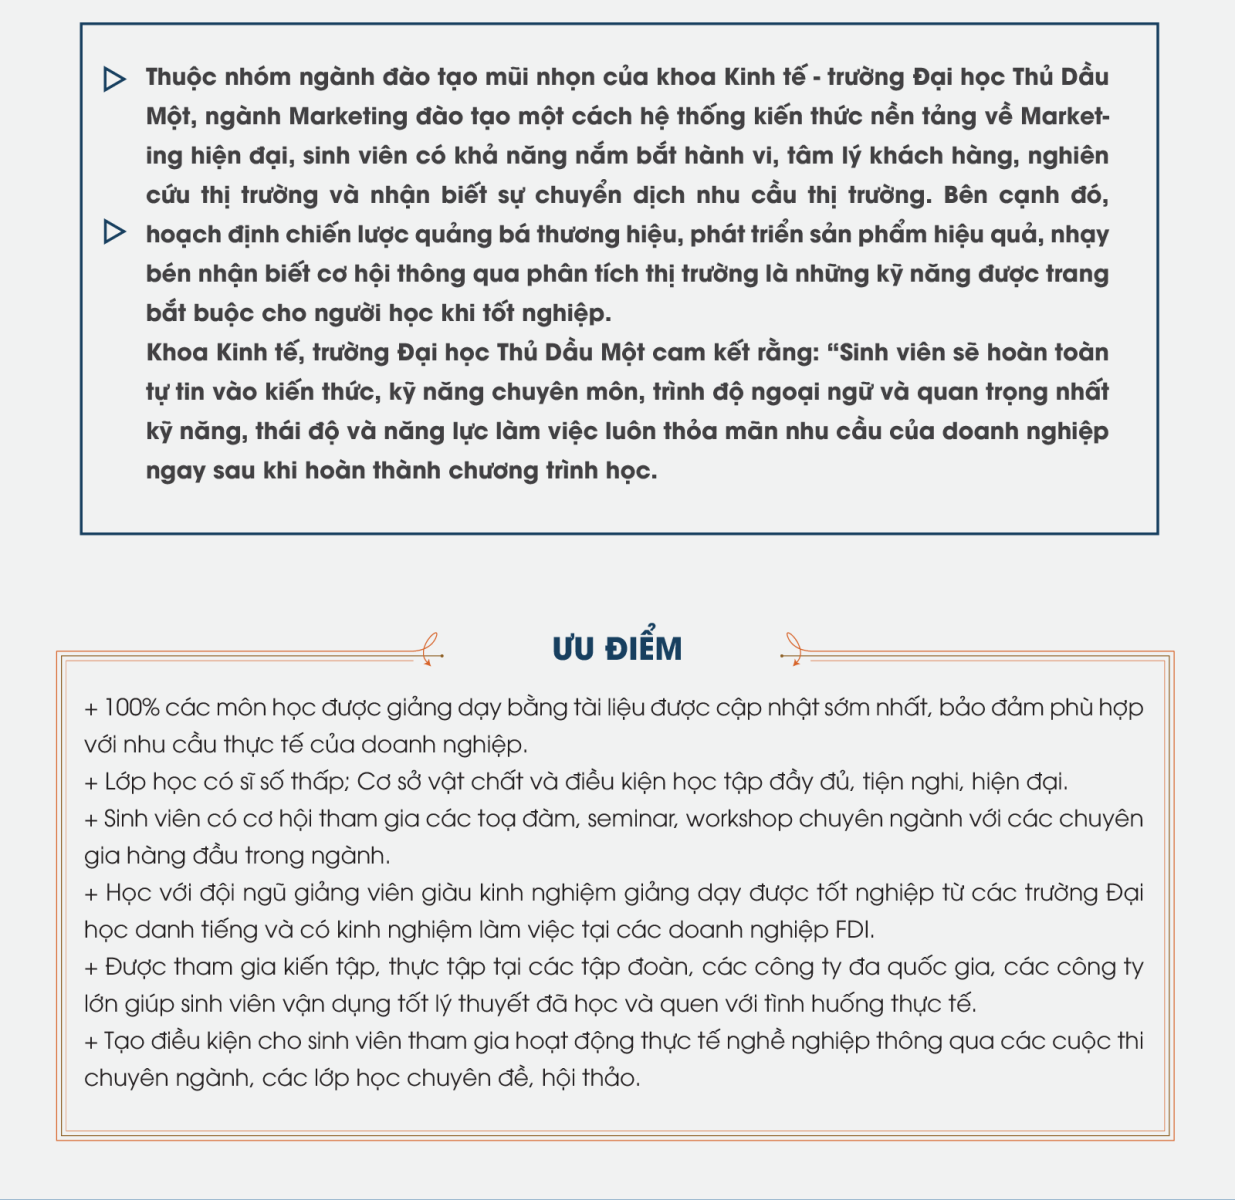 Thuộc nhóm ngành đào tạo mũi nhọn của khoa Kinh tế - trường Đại học Thủ Dầu
Một, ngành Marketing đào tạo một cách hệ thống kiến thức nền tảng về Market-
ing hiện đại, sinh viên có khả năng nắm bắt hành vi, tâm lý khách hàng, nghiên
cứu thị trường và nhận biết sự chuyển dịch nhu cầu thị trường. Bên cạnh đó,
hoạch định chiến lược quảng bá thương hiệu, phát triển sản phẩm hiệu quả, nhạy
bén nhận biết cơ hội thông qua phân tích thị trường là những kỹ năng được trang
bắt buộc cho người học khi tốt nghiệp.
Khoa Kinh tế, trường Đại học Thủ Dầu Một cam kết rằng: “Sinh viên sẽ hoàn toàn
tự tin vào kiến thức, kỹ năng chuyên môn, trình độ ngoại ngữ và quan trọng nhất
kỹ năng, thái độ và năng lực làm việc luôn thỏa mãn nhu cầu của doanh nghiệp
ngay sau khi hoàn thành chương trình học.
ƯU ĐIỂM
+ 100% các môn học được giảng dạy bằng tài liệu được cập nhật sớm nhất, bảo đảm phù hợp
với nhu cầu thực tế của doanh nghiệp.
+ Lớp học có sĩ số thấp; Cơ sở vật chất và điều kiện học tập đầy đủ, tiện nghi, hiện đại.
+ Sinh viên có cơ hội tham gia các toạ đàm, seminar, workshop chuyên ngành với các chuyên
gia hàng đầu trong ngành.
+ Học với đội ngũ giảng viên giàu kinh nghiệm giảng dạy được tốt nghiệp từ các trường Đại
học danh tiếng và có kinh nghiệm làm việc tại các doanh nghiệp FDI.
+ Được tham gia kiến tập, thực tập tại các tập đoàn, các công ty đa quốc gia, các công ty
lớn giúp sinh viên vận dụng tốt lý thuyết đã học và quen với tình huống thực tế.
+ Tạo điều kiện cho sinh viên tham gia hoạt động thực tế nghề nghiệp thông qua các cuộc thi
chuyên ngành, các lớp học chuyên đề, hội thảo.